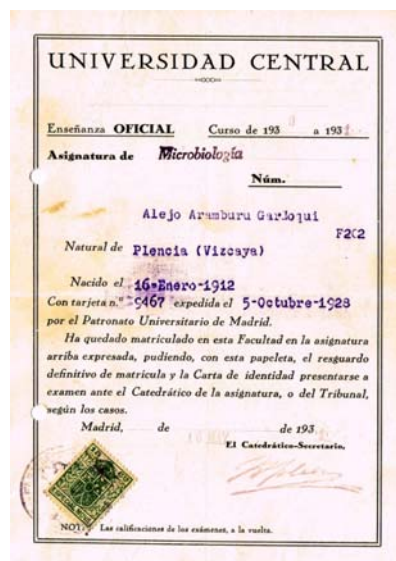 UNIVERSIDAD CENTRAL
Enseñanza OFICIAL Curso de 193 a 193
Asignatura de Microbiología
Núm.
Alejo Aramburu Gardoqui
Natural de Plencia (Vizcaya)
Nacido el 16-Enero-1912
Con tarjeta n.º 9467 expedida el 5-Octubre-1928
por el Patronato Universitario de Madrid.
Ha quedado matriculado en esta Facultad en la asignatura
arriba expresada, pudiendo, con esta papeleta, el resguardo
definitivo de matrícula y la Carta de identidad presentarse a
examen ante el Catedrático de la asignatura, o del Tribunal,
según los casos.
Madrid, de de 193
El Catedrático-Secretario,
Las calificaciones de los exámenes, a la vuelta.